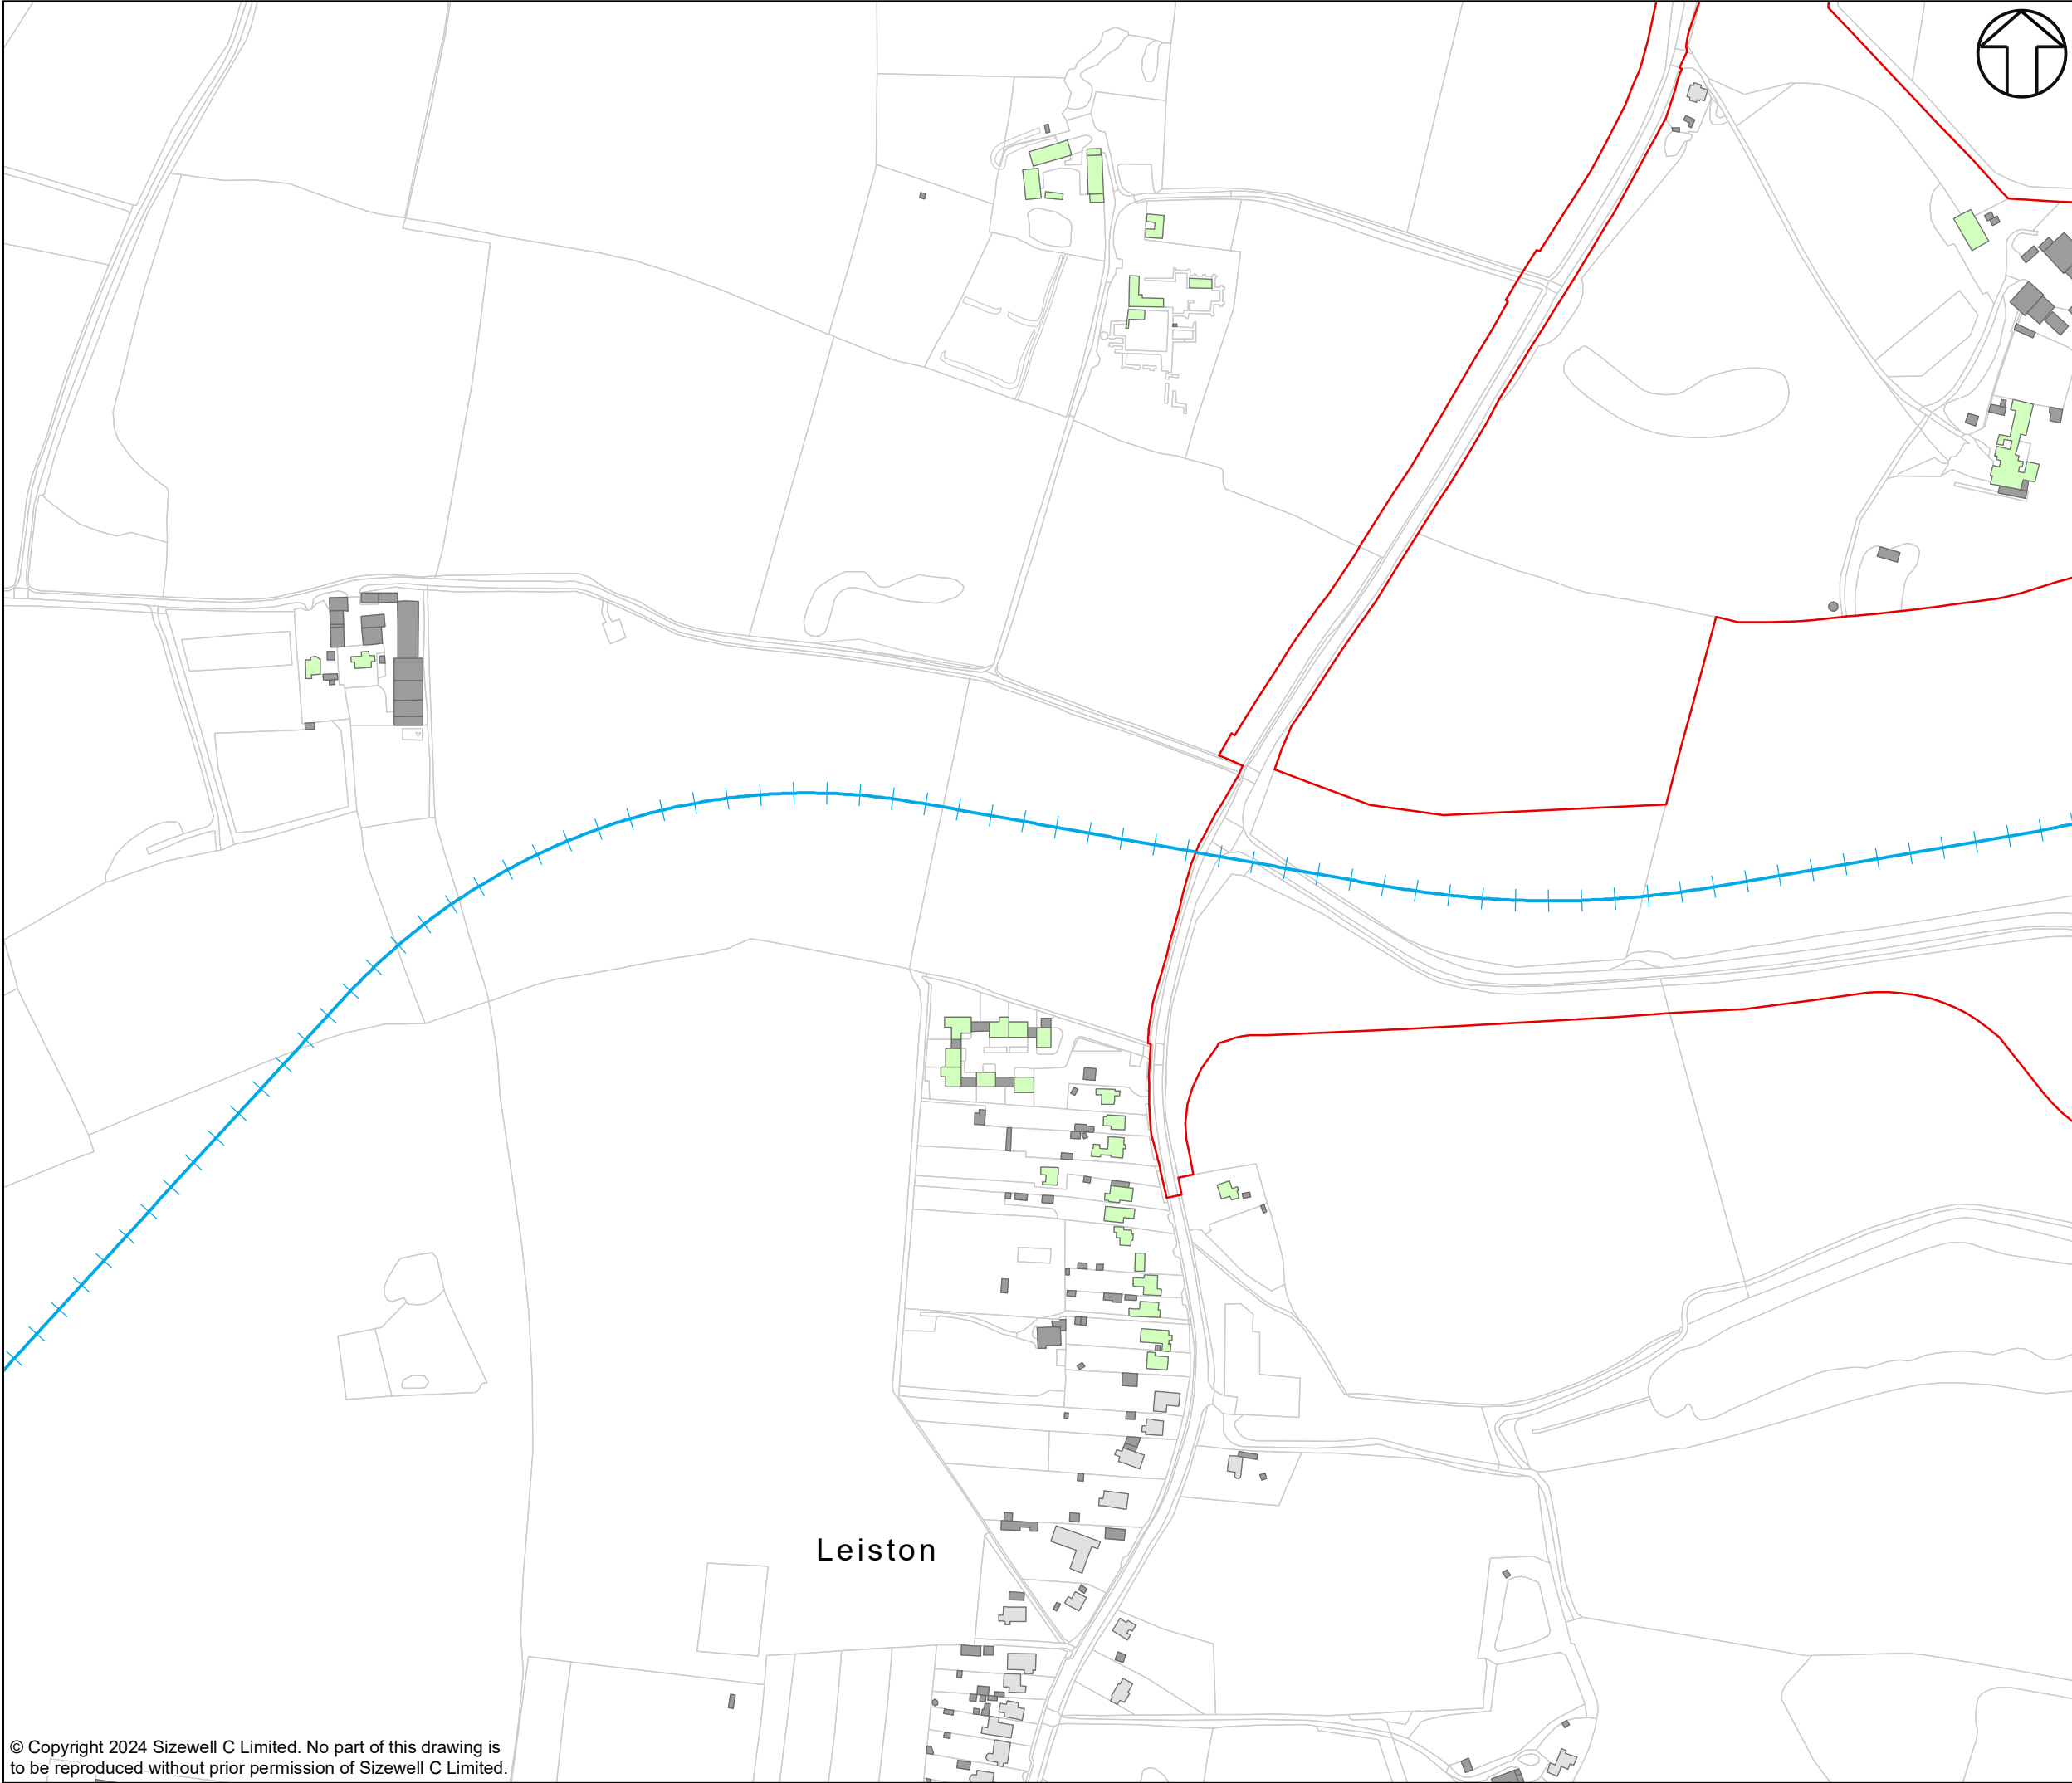 Leiston
© Copyright 2024 Sizewell C Limited. No part of this drawing is
to be reproduced without prior permission of Sizewell C Limited.